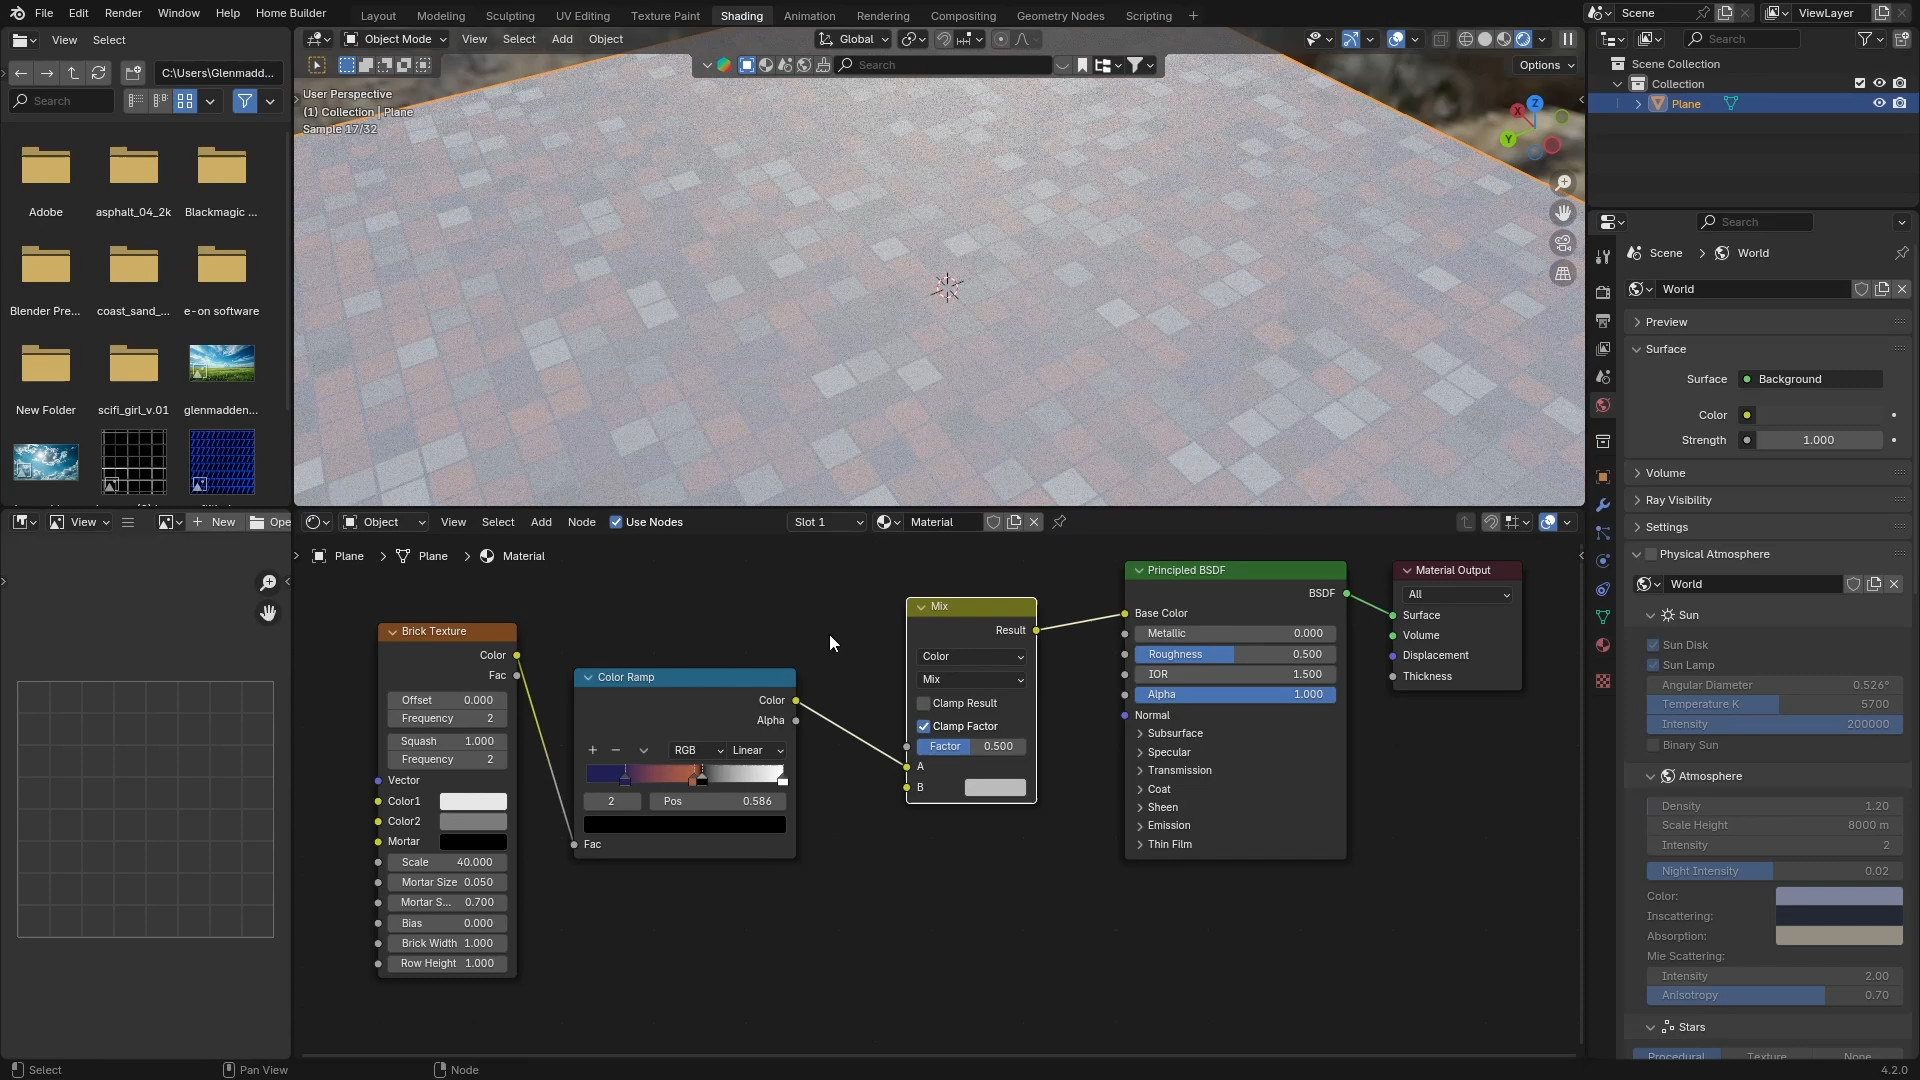 File Edit Render Window Help Home Builder Layout Modeling Sculpting UV Editing Texture Paint Shading Animation Rendering Compositing Geometry Nodes Scripting + Scene ViewLayer
View Select
Object Mode View Select Add Object Global
Search
C:\Users\Glenmadd...
Search
Search
Options
Adobe asphalt_04_2k Blackmagic ...
Blender Pre... coast_sand_... e-on software
New Folder scifi_girl_v.01 glenmadden...
User Perspective
(1) Collection | Plane
Sample 17/32
X
Y
Z
Scene Collection
Collection
Plane
Search
Scene > World
World
Preview
Surface
Surface Background
Color
Strength 1.000
Volume
Ray Visibility
Settings
Physical Atmosphere
World
Sun
Sun Disk
Sun Lamp
Angular Diameter 0.526°
Temperature K 5700
Intensity 200000
Binary Sun
Atmosphere
Density 1.20
Scale Height 8000 m
Intensity 2
Night Intensity 0.02
Color:
Inscattering:
Absorption:
Mie Scattering:
Intensity 2.00
Anisotropy 0.70
Stars
Procedural Texture None
View + New Ope
Object View Select Add Node Use Nodes Slot 1 Material
Plane > Plane > Material
Brick Texture
Color
Fac
Offset 0.000
Frequency 2
Squash 1.000
Frequency 2
Vector
Color1
Color2
Mortar
Scale 40.000
Mortar Size 0.050
Mortar S... 0.700
Bias 0.000
Brick Width 1.000
Row Height 1.000
Color Ramp
Color
Alpha
+ − RGB Linear
2 Pos 0.586
Fac
Mix
Result
Color
Mix
Clamp Result
Clamp Factor
Factor 0.500
A
B
Principled BSDF
BSDF
Base Color
Metallic 0.000
Roughness 0.500
IOR 1.500
Alpha 1.000
Normal
Subsurface
Specular
Transmission
Coat
Sheen
Emission
Thin Film
Material Output
All
Surface
Volume
Displacement
Thickness
Select Pan View Node 4.2.0